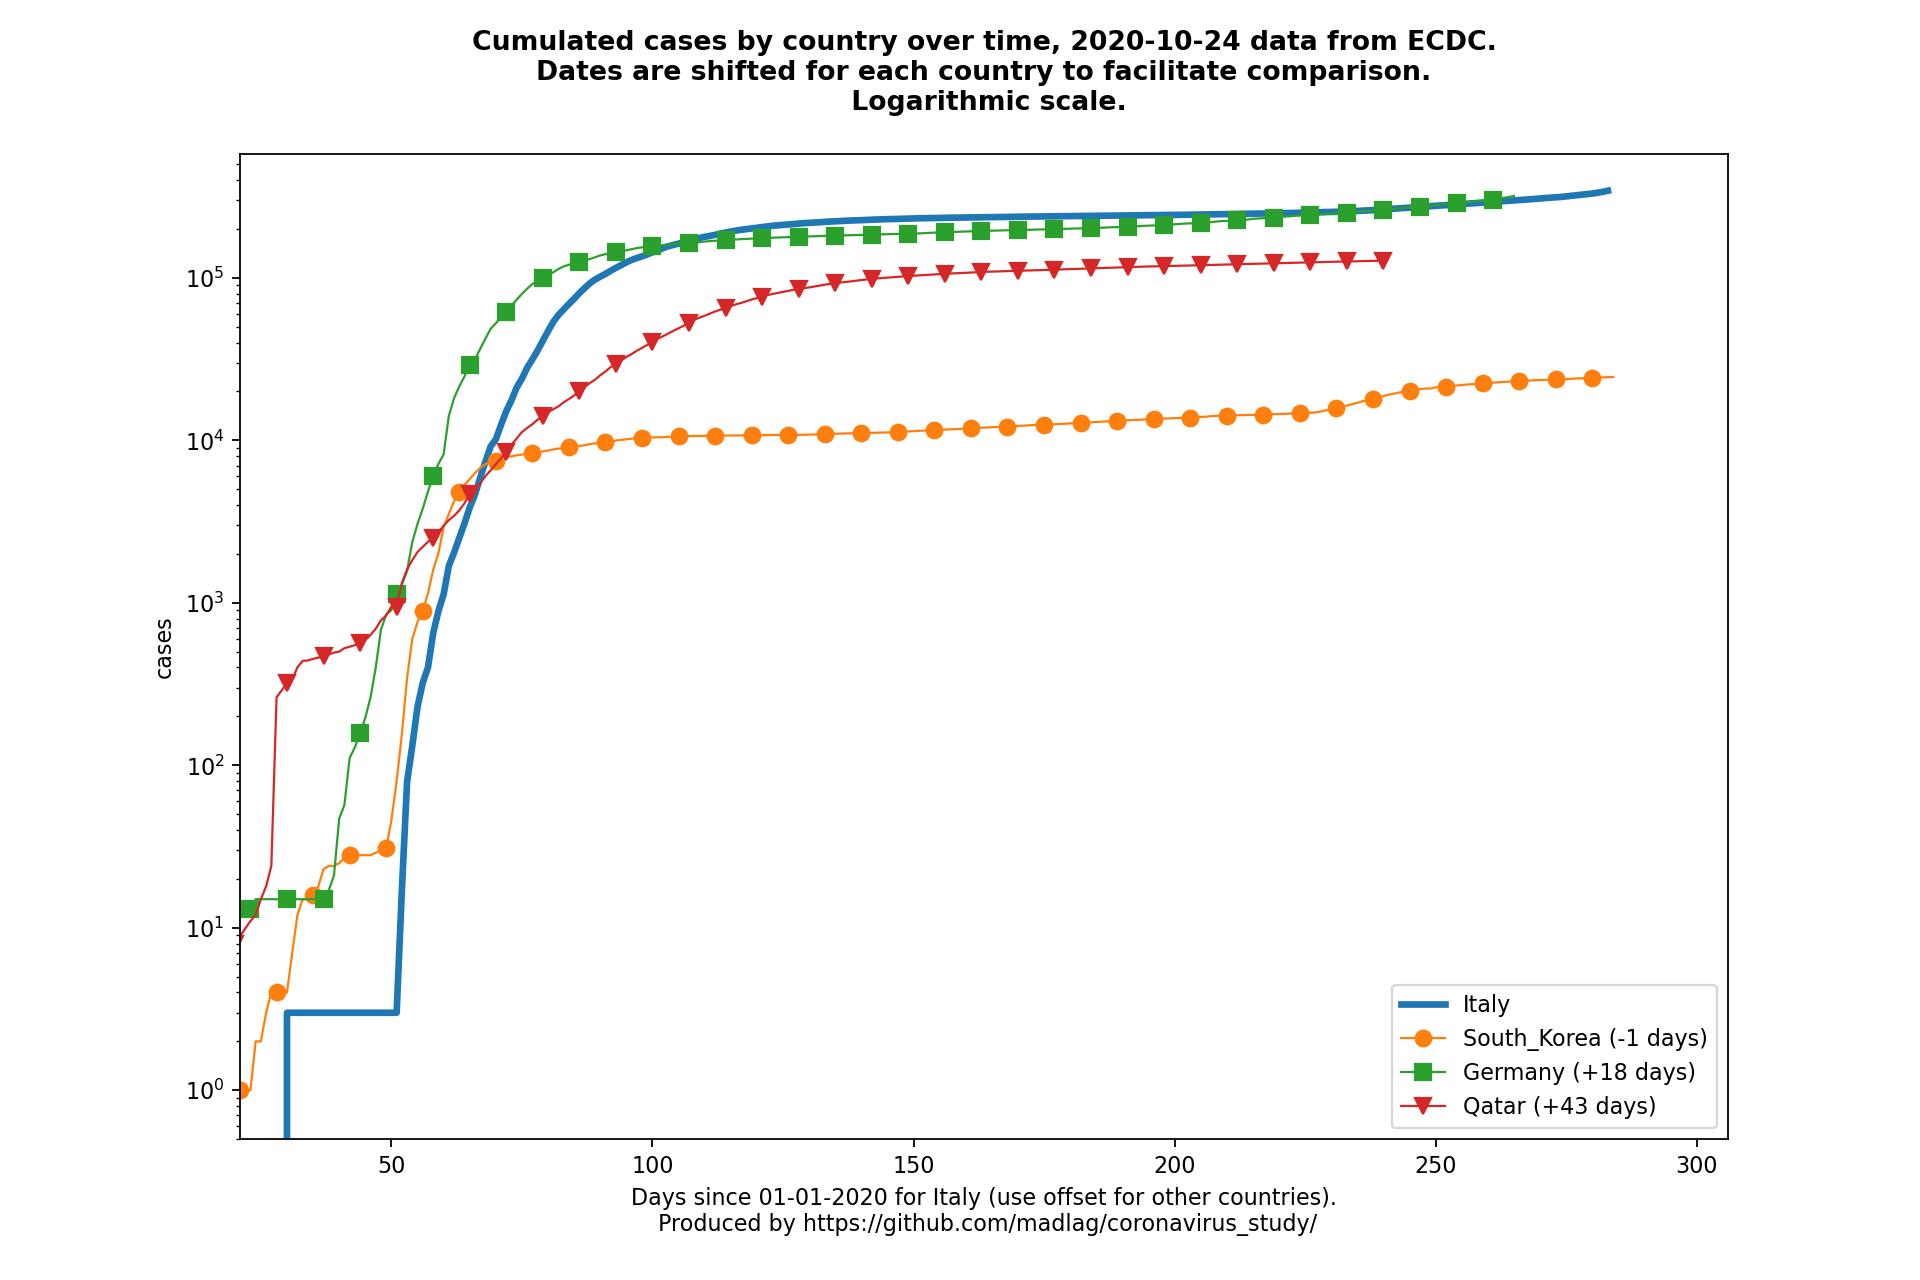 Cumulated cases by country over time, 2020-10-24 data from ECDC.
Dates are shifted for each country to facilitate comparison.
Logarithmic scale.
10^5
10^4
10^3
10^2
10^1
10^0
cases
Italy
South_Korea (-1 days)
Germany (+18 days)
Qatar (+43 days)
50 100 150 200 250 300
Days since 01-01-2020 for Italy (use offset for other countries).
Produced by https://github.com/madlag/coronavirus_study/